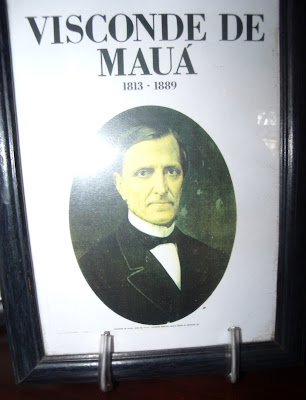 VISCONDE DE
MAUÁ
1813 - 1889